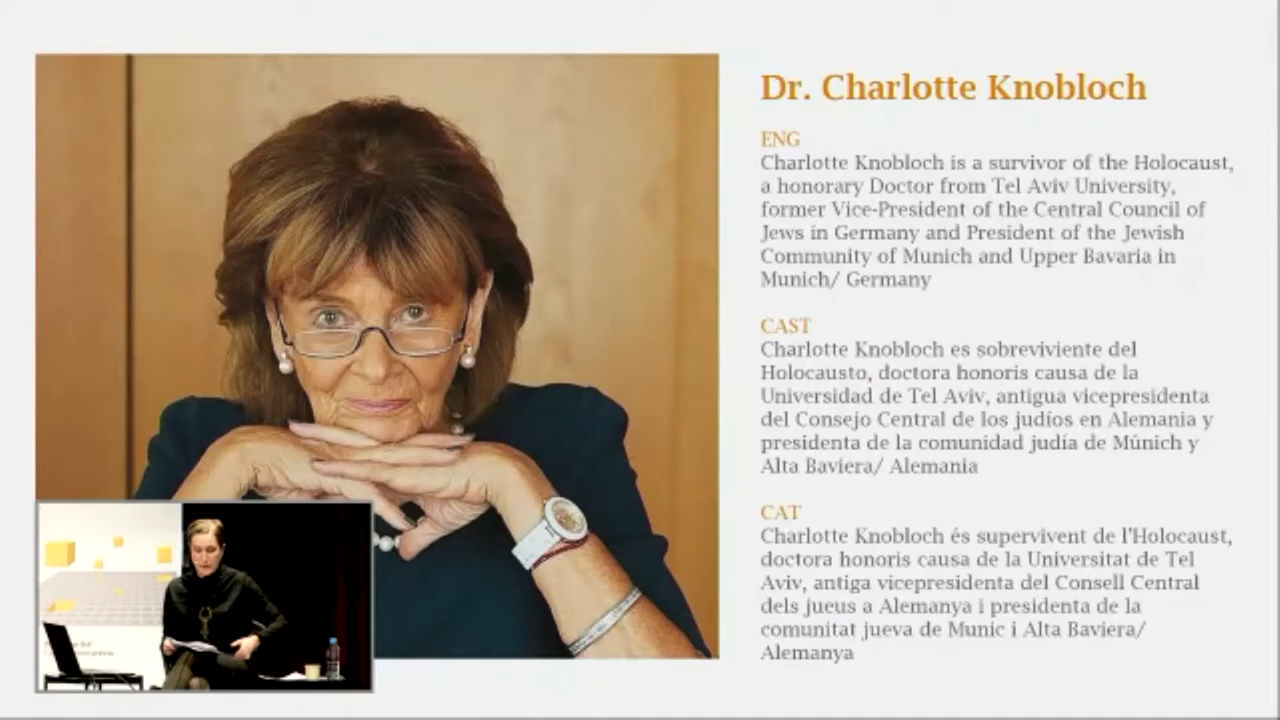 Dr. Charlotte Knobloch
ENG
Charlotte Knobloch is a survivor of the Holocaust,
a honorary Doctor from Tel Aviv University,
former Vice-President of the Central Council of
Jews in Germany and President of the Jewish
Community of Munich and Upper Bavaria in
Munich/ Germany
CAST
Charlotte Knobloch es sobreviviente del
Holocausto, doctora honoris causa de la
Universidad de Tel Aviv, antigua vicepresidenta
del Consejo Central de los judíos en Alemania y
presidenta de la comunidad judía de Múnich y
Alta Baviera/ Alemania
CAT
Charlotte Knobloch és supervivent de l'Holocaust,
doctora honoris causa de la Universitat de Tel
Aviv, antiga vicepresidenta del Consell Central
dels jueus a Alemanya i presidenta de la
comunitat jueva de Munic i Alta Baviera/
Alemanya